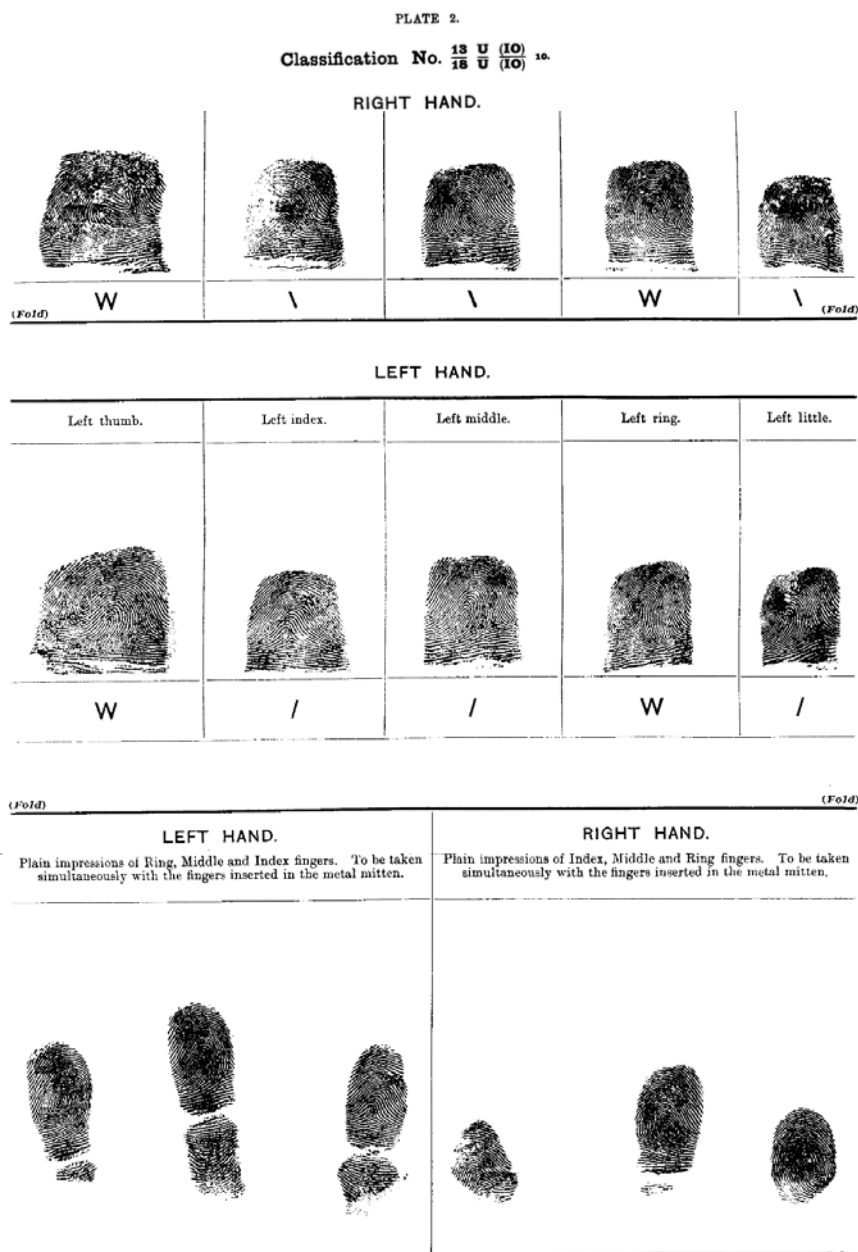 PLATE 2.
Classification No. 13/18 U/U (IO)/(IO) 10.
RIGHT HAND.
W \ \ W \
(Fold) (Fold)
LEFT HAND.
Left thumb. Left index. Left middle. Left ring. Left little.
W / / W /
(Fold) (Fold)
LEFT HAND.
Plain impressions of Ring, Middle and Index fingers. To be taken
simultaneously with the fingers inserted in the metal mitten.
RIGHT HAND.
Plain impressions of Index, Middle and Ring fingers. To be taken
simultaneously with the fingers inserted in the metal mitten.